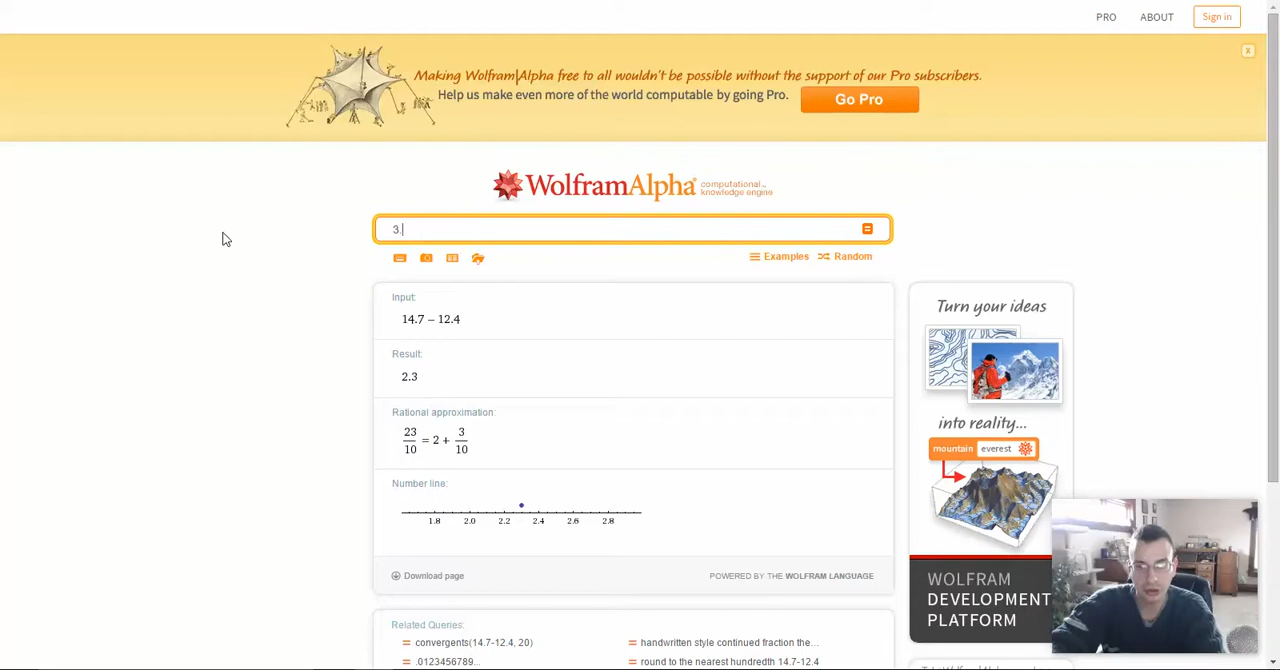 PRO ABOUT Sign in
Making Wolfram|Alpha free to all wouldn't be possible without the support of our Pro subscribers.
Help us make even more of the world computable by going Pro.
Go Pro
x
WolframAlpha computational knowledge engine
3.
Examples Random
Input:
14.7 – 12.4
Result:
2.3
Rational approximation:
23/10 = 2 + 3/10
Number line:
1.8 2.0 2.2 2.4 2.6 2.8
Download page
POWERED BY THE WOLFRAM LANGUAGE
Related Queries:
= convergents(14.7-12.4, 20)
= handwritten style continued fraction the...
= .0123456789...
= round to the nearest hundredth 14.7-12.4
Turn your ideas
into reality...
mountain everest
WOLFRAM
DEVELOPMENT
PLATFORM